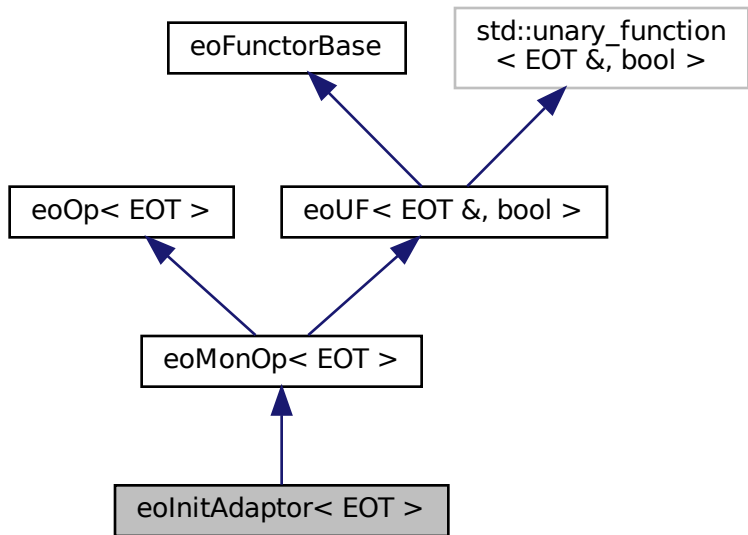 eoFunctorBase
std::unary_function
< EOT &, bool >
eoOp< EOT >
eoUF< EOT &, bool >
eoMonOp< EOT >
eoInitAdaptor< EOT >